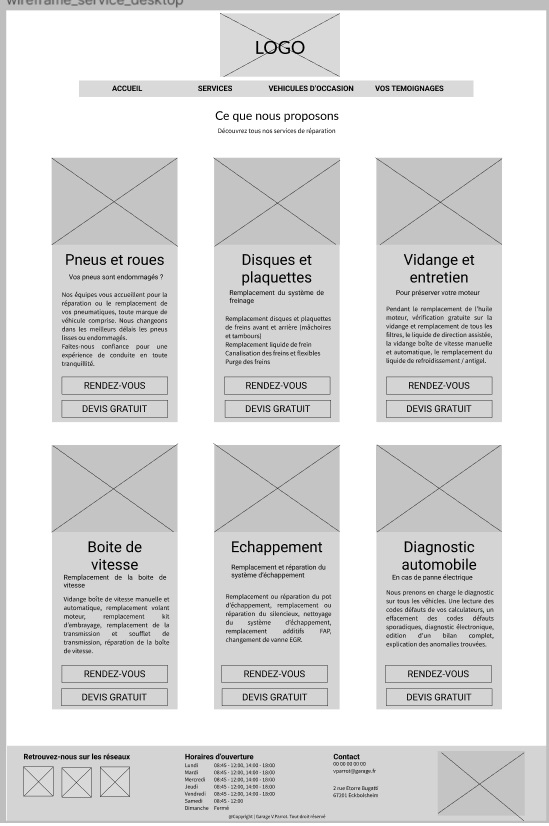 wireframe_service_desktop
LOGO
ACCUEIL SERVICES VEHICULES D'OCCASION VOS TEMOIGNAGES
Ce que nous proposons
Découvrez tous nos services de réparation
Pneus et roues
Vos pneus sont endommagés ?
Nos équipes vous accueillent pour la
réparation ou le remplacement de
vos pneumatiques, toute marque de
véhicule comprise. Nous changeons
dans les meilleurs délais les pneus
lisses ou endommagés.
Faites-nous confiance pour une
expérience de conduite en toute
tranquillité.
RENDEZ-VOUS
DEVIS GRATUIT
Disques et
plaquettes
Remplacement du système de
freinage
Remplacement disques et plaquettes
de freins avant et arrière (mâchoires
et tambours)
Remplacement liquide de frein
Canalisation des freins et flexibles
Purge des freins
RENDEZ-VOUS
DEVIS GRATUIT
Vidange et
entretien
Pour préserver votre moteur
Pendant le remplacement de l'huile
moteur, vérification gratuite sur la
vidange et remplacement de tous les
filtres, le liquide de direction assistée,
la vidange boîte de vitesse manuelle
et automatique, le remplacement du
liquide de refroidissement / antigel.
RENDEZ-VOUS
DEVIS GRATUIT
Boite de
vitesse
Remplacement de la boite de
vitesse
Vidange boîte de vitesse manuelle et
automatique, remplacement volant
moteur, remplacement kit
d'embrayage, remplacement de la
transmission et soufflet de
transmission, réparation de la boîte
de vitesse.
RENDEZ-VOUS
DEVIS GRATUIT
Echappement
Remplacement et réparation du
système d'échappement
Remplacement ou réparation du pot
d'échappement, remplacement ou
réparation du silencieux, nettoyage
du système d'échappement,
remplacement additifs FAP,
changement de vanne EGR.
RENDEZ-VOUS
DEVIS GRATUIT
Diagnostic
automobile
En cas de panne électrique
Nous prenons en charge le diagnostic
sur tous les véhicules. Une lecture des
codes défauts de vos calculateurs, un
effacement des codes défauts
sporadiques, diagnostic électronique,
edition d'un bilan complet,
explication des anomalies trouvées.
RENDEZ-VOUS
DEVIS GRATUIT
Retrouvez-nous sur les réseaux
Horaires d'ouverture
Lundi 08:45 - 12:00, 14:00 - 18:00
Mardi 08:45 - 12:00, 14:00 - 18:00
Mercredi 08:45 - 12:00, 14:00 - 18:00
Jeudi 08:45 - 12:00, 14:00 - 18:00
Vendredi 08:45 - 12:00, 14:00 - 18:00
Samedi 08:45 - 12:00
Dimanche Fermé
Contact
00 00 00 00 00
vparrot@garage.fr
2 rue Etorre Bugatti
67201 Eckbolsheim
@Copyright | Garage V.Parrot. Tout droit réservé